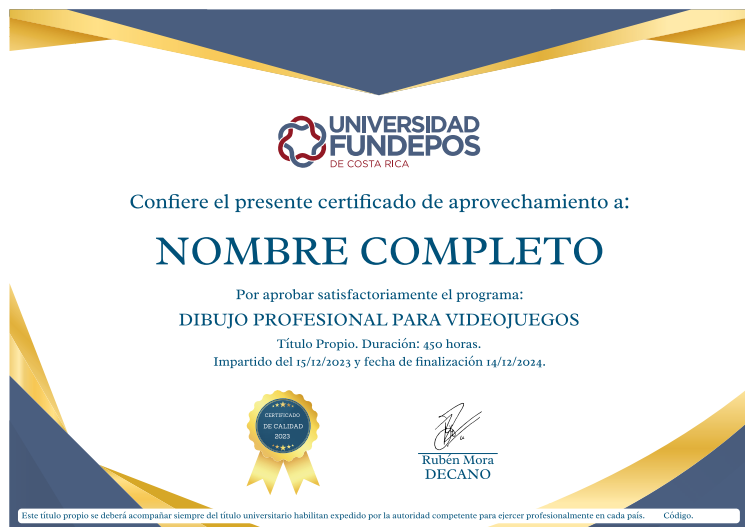 UNIVERSIDAD
FUNDEPOS
DE COSTA RICA
Confiere el presente certificado de aprovechamiento a:
NOMBRE COMPLETO
Por aprobar satisfactoriamente el programa:
DIBUJO PROFESIONAL PARA VIDEOJUEGOS
Título Propio. Duración: 450 horas.
Impartido del 15/12/2023 y fecha de finalización 14/12/2024.
CERTIFICADO
DE CALIDAD
2023
Rubén Mora
DECANO
Este título propio se deberá acompañar siempre del título universitario habilitan expedido por la autoridad competente para ejercer profesionalmente en cada país. Código.